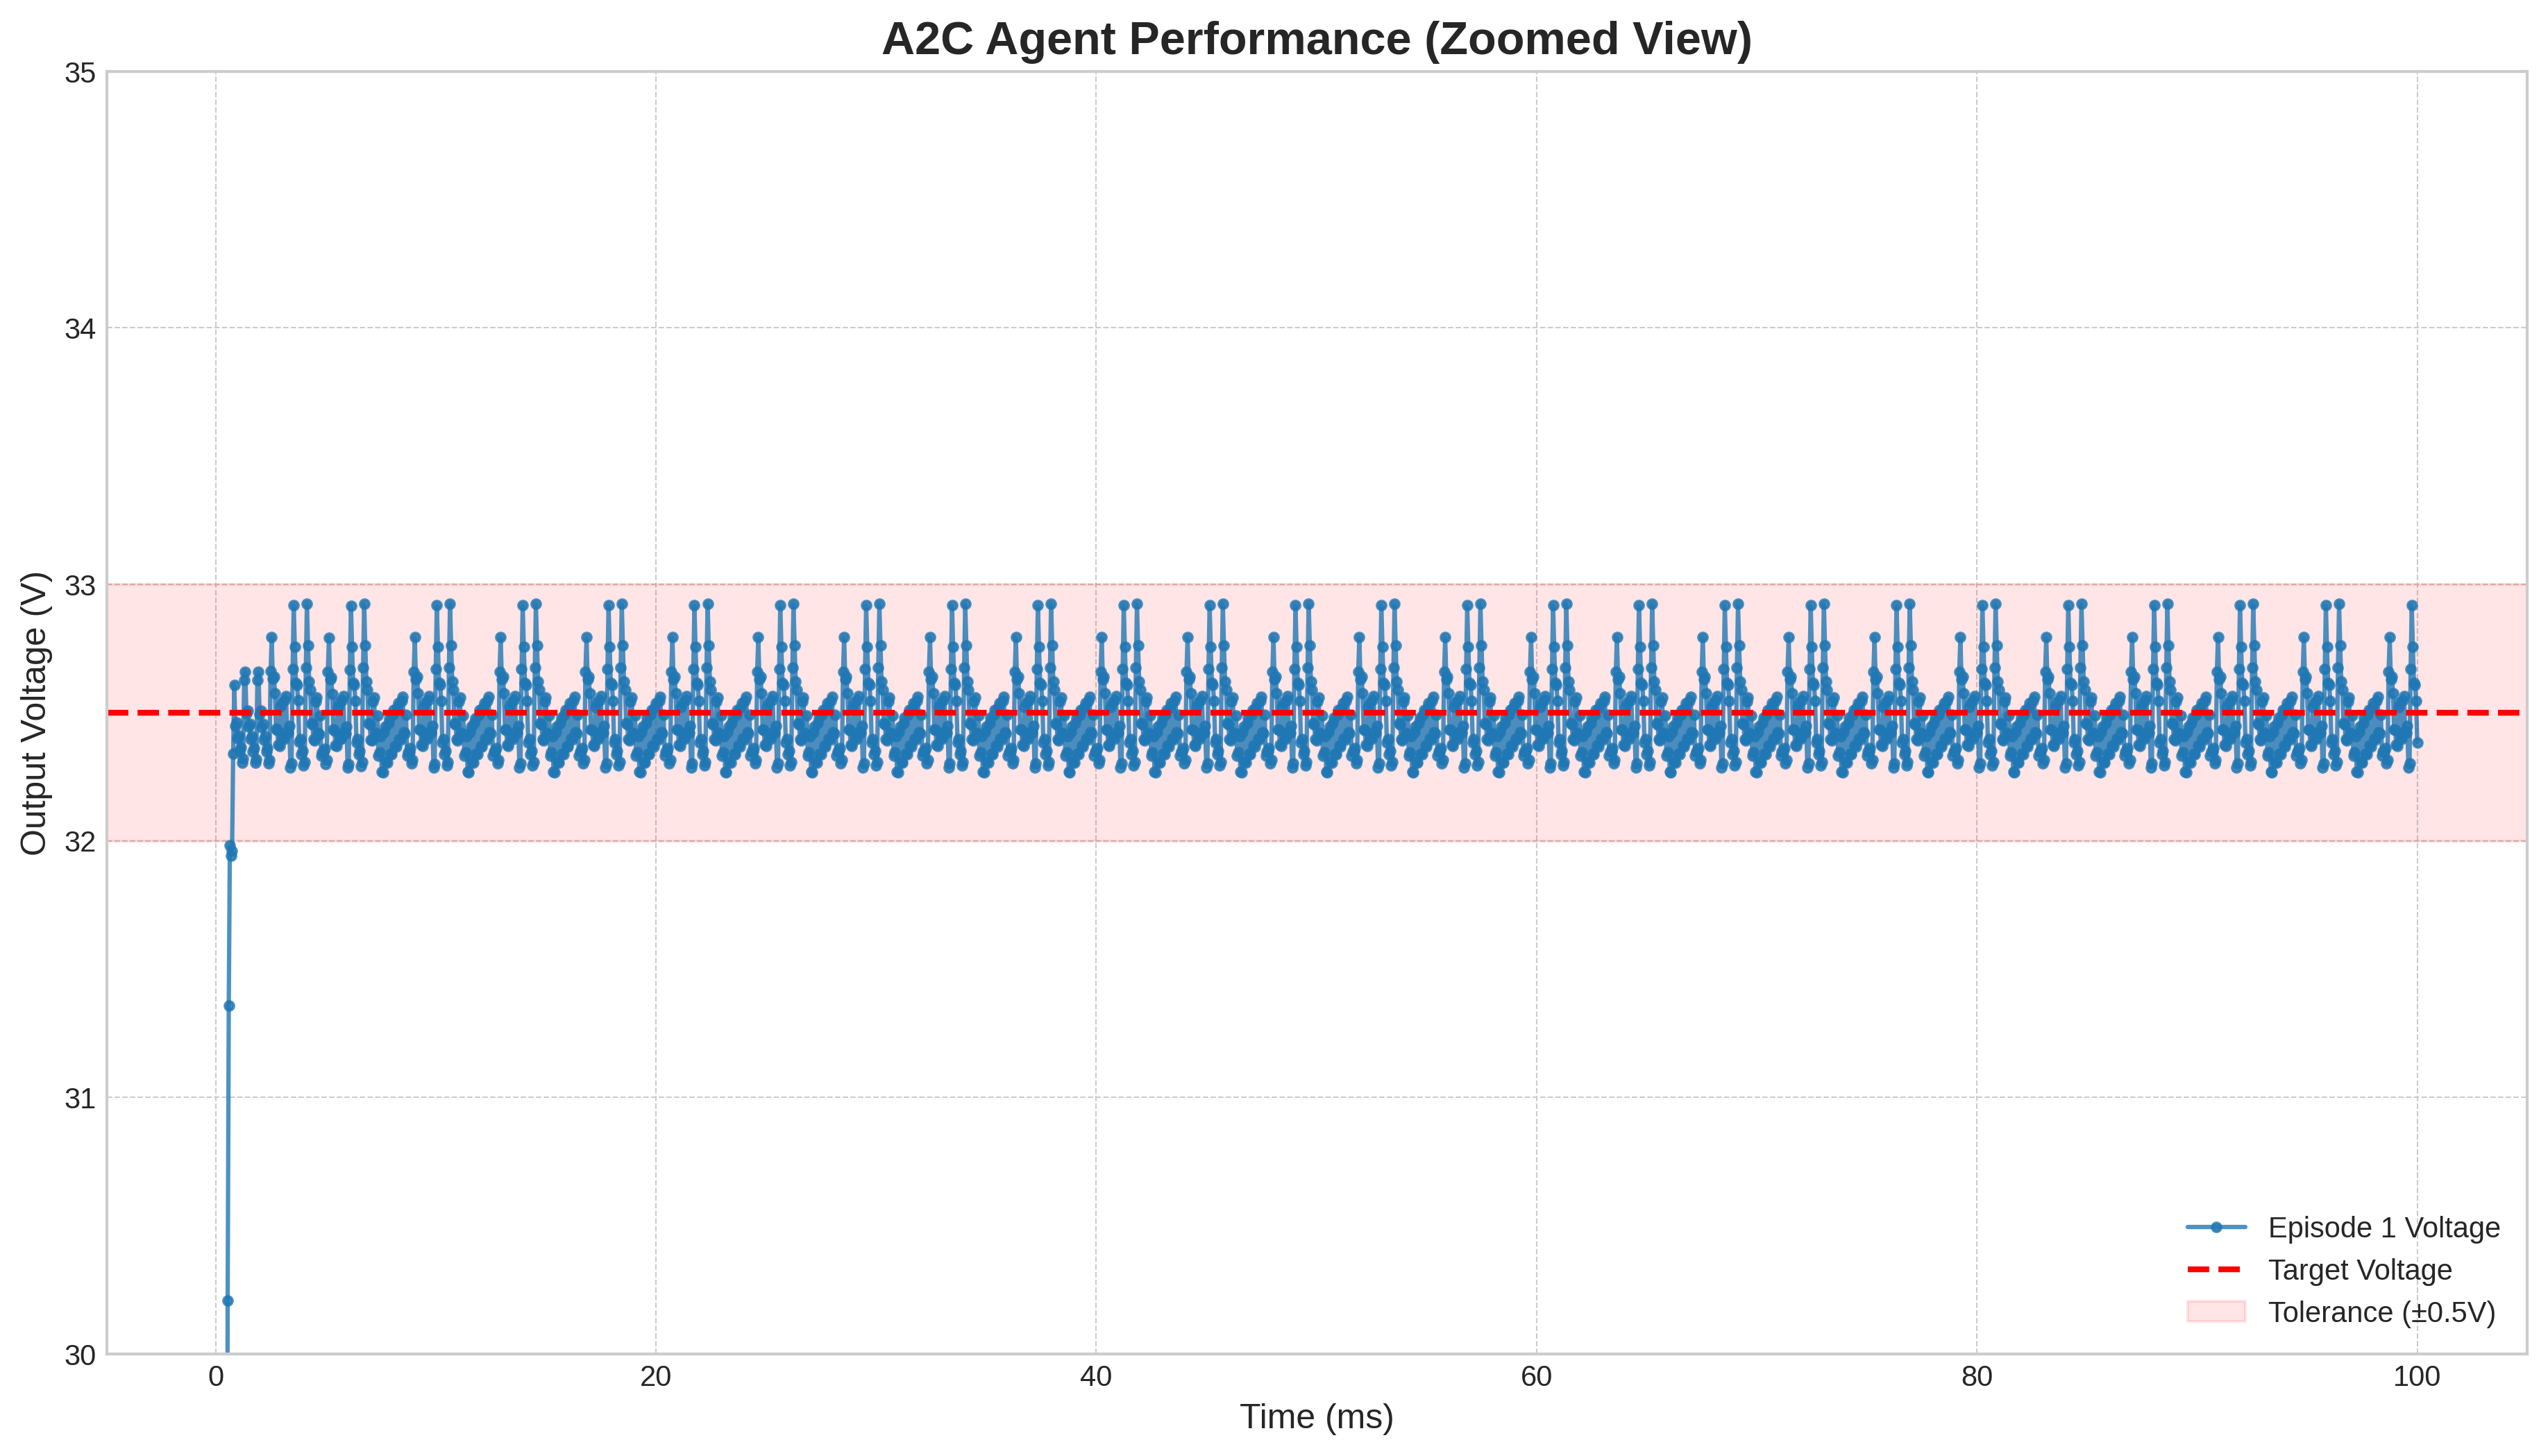 A2C Agent Performance (Zoomed View)
35
34
33
32
31
30
Output Voltage (V)
0
20
40
60
80
100
Time (ms)
Episode 1 Voltage
Target Voltage
Tolerance (±0.5V)